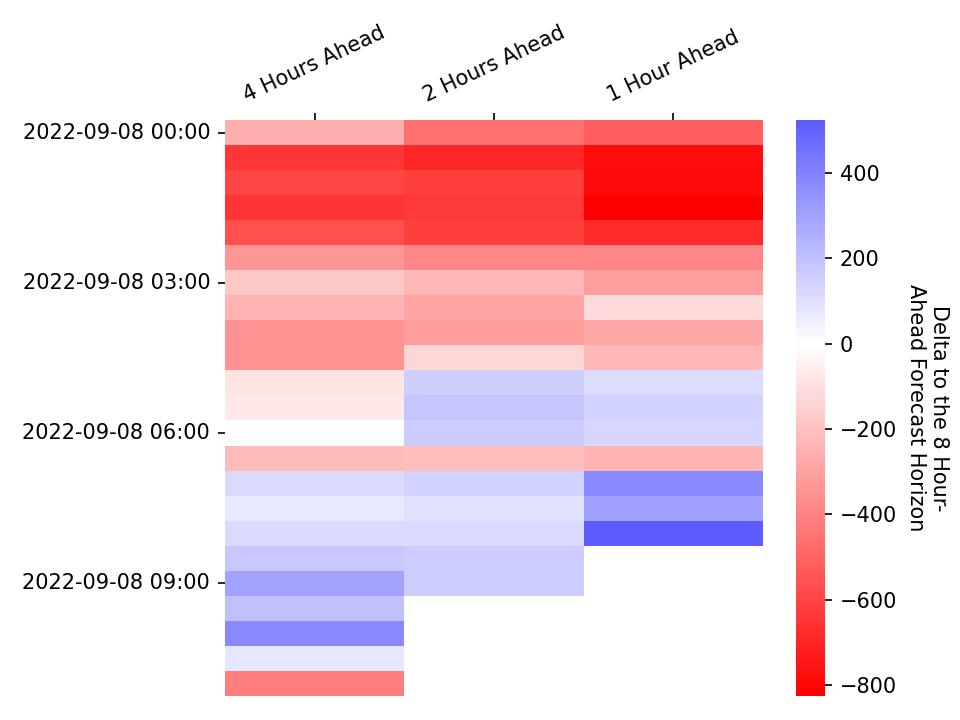 4 Hours Ahead
2 Hours Ahead
1 Hour Ahead
2022-09-08 00:00
2022-09-08 03:00
2022-09-08 06:00
2022-09-08 09:00
400
200
0
−200
−400
−600
−800
Delta to the 8 Hour-
Ahead Forecast Horizon